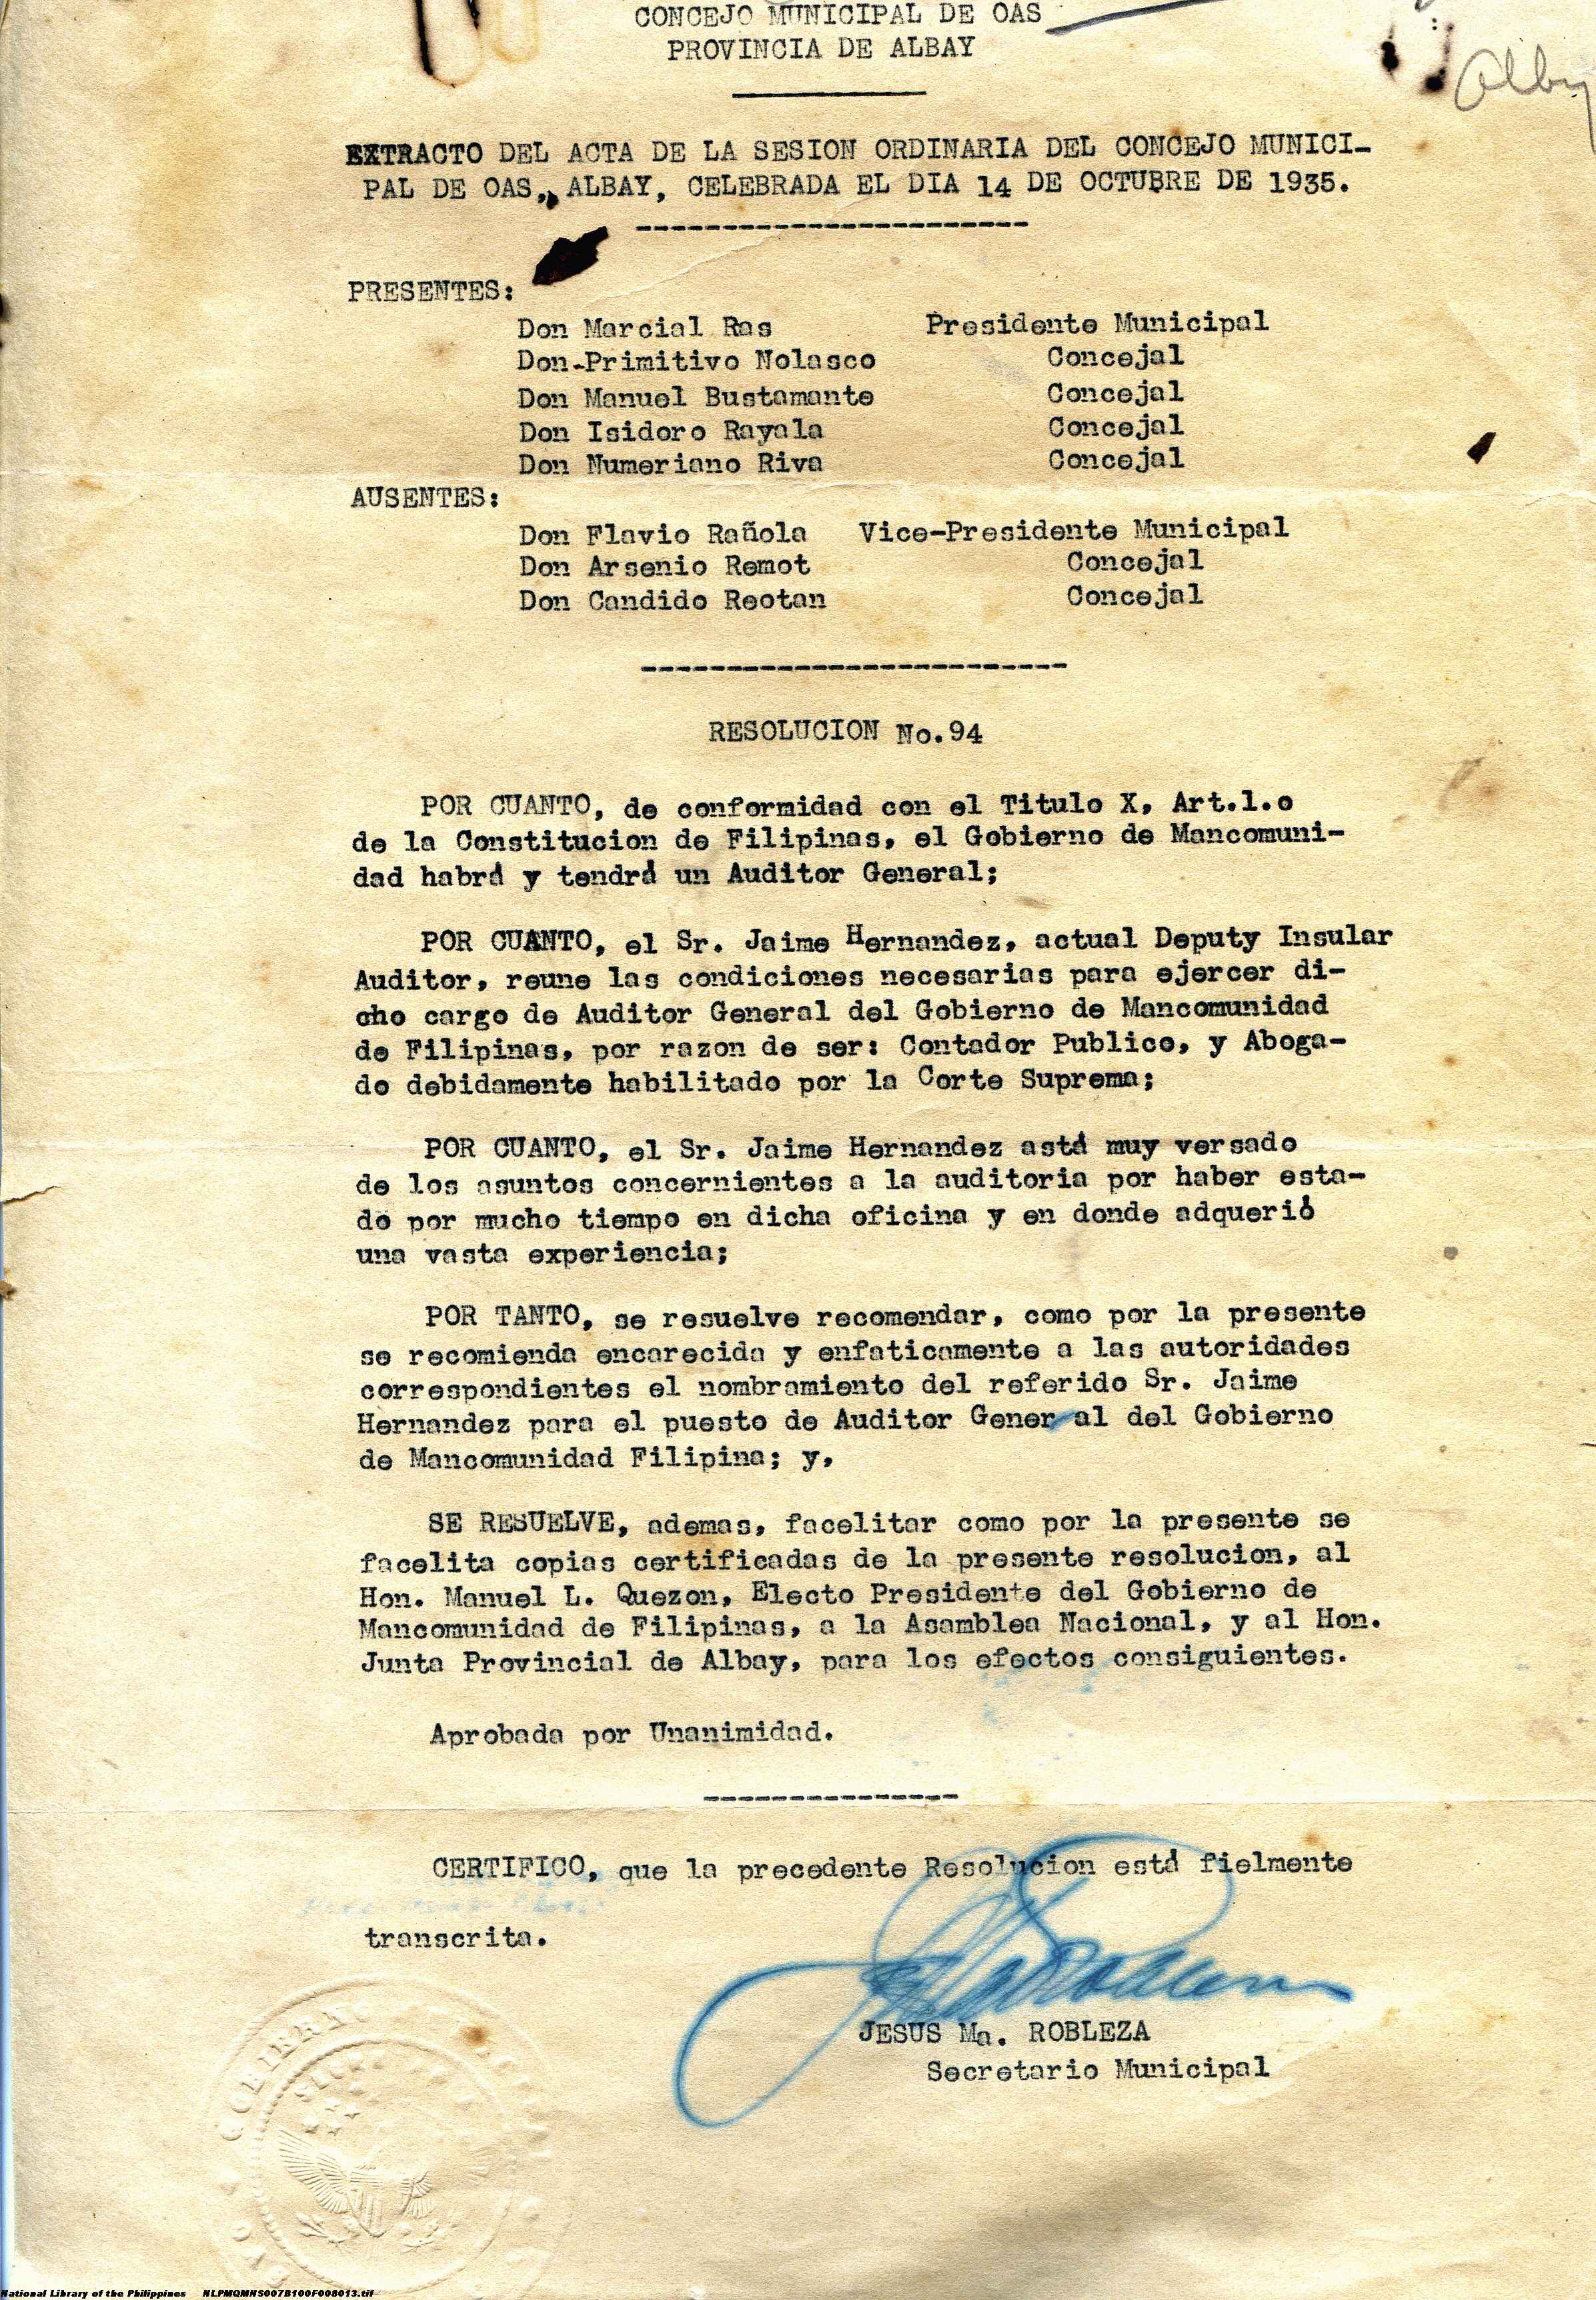 CONCEJO MUNICIPAL DE OAS
PROVINCIA DE ALBAY
EXTRACTO DEL ACTA DE LA SESION ORDINARIA DEL CONCEJO MUNICI-
PAL DE OAS, ALBAY, CELEBRADA EL DIA 14 DE OCTUBRE DE 1935.
PRESENTES:
Don Marcial Ras Presidente Municipal
Don-Primitivo Nolasco Concejal
Don Manuel Bustamante Concejal
Don Isidoro Rayala Concejal
Don Numeriano Riva Concejal
AUSENTES:
Don Flavio Rañola Vice-Presidente Municipal
Don Arsenio Remot Concejal
Don Candido Reotan Concejal
RESOLUCION No.94
POR CUANTO, de conformidad con el Titulo X, Art.1.o
de la Constitucion de Filipinas, el Gobierno de Mancomuni-
dad habrá y tendrá un Auditor General;
POR CUANTO, el Sr. Jaime Hernandez, actual Deputy Insular
Auditor, reune las condiciones necesarias para ejercer di-
cho cargo de Auditor General del Gobierno de Mancomunidad
de Filipinas, por razon de ser: Contador Publico, y Aboga-
do debidamente habilitado por la Corte Suprema;
POR CUANTO, el Sr. Jaime Hernandez astá muy versado
de los asuntos concernientes a la auditoria por haber esta-
do por mucho tiempo en dicha oficina y en donde adquerió
una vasta experiencia;
POR TANTO, se resuelve recomendar, como por la presente
se recomienda encarecida y enfaticamente a las autoridades
correspondientes el nombramiento del referido Sr. Jaime
Hernandez para el puesto de Auditor General del Gobierno
de Mancomunidad Filipina; y,
SE RESUELVE, ademas, facelitar como por la presente se
facelita copias certificadas de la presente resolucion, al
Hon. Manuel L. Quezon, Electo Presidente del Gobierno de
Mancomunidad de Filipinas, a la Asamblea Nacional, y al Hon.
Junta Provincial de Albay, para los efectos consiguientes.
Aprobada por Unanimidad.
CERTIFICO, que la precedente Resolucion está fielmente
transcrita.
JESUS Ma. ROBLEZA
Secretario Municipal
National Library of the Philippines NLPMQMNS007B100F008013.tif